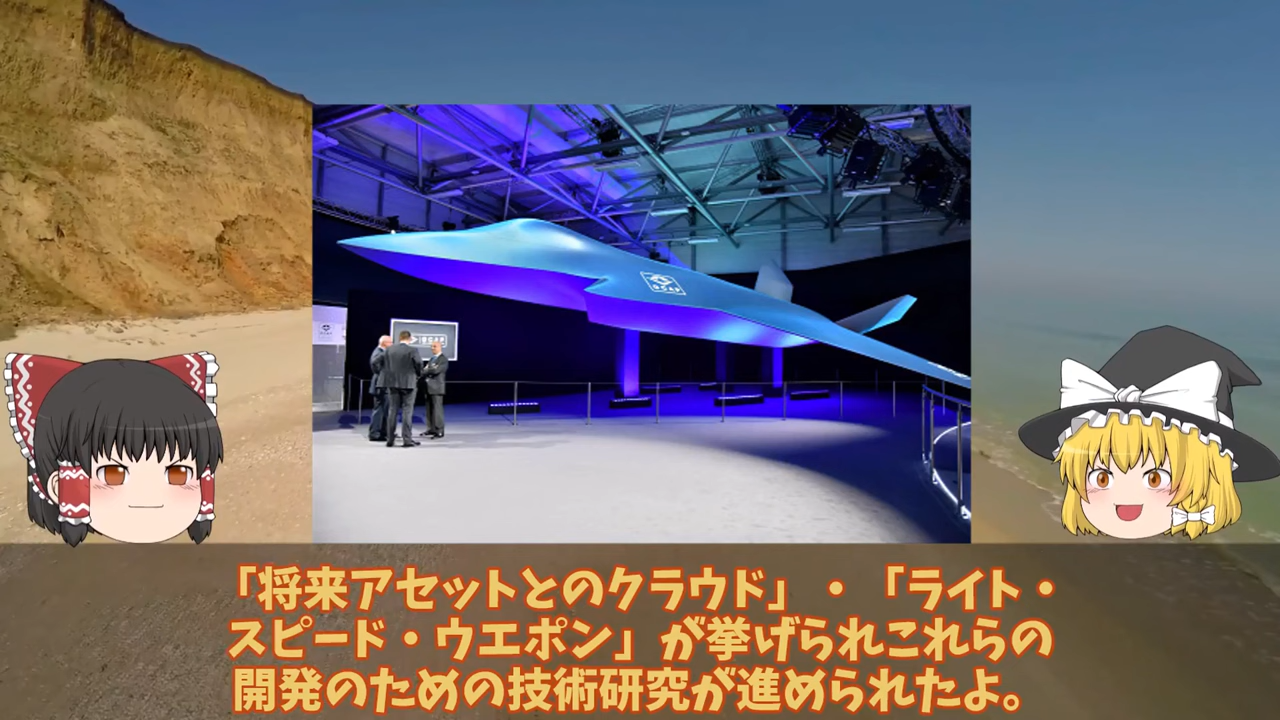 GCAP
GCAP
「将来アセットとのクラウド」・「ライト・
スピード・ウエポン」が挙げられこれらの
開発のための技術研究が進められたよ。